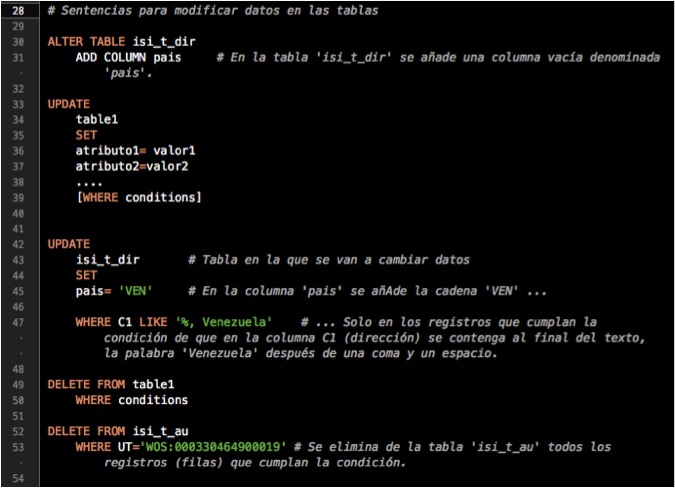 28 # Sentencias para modificar datos en las tablas
29
30 ALTER TABLE isi_t_dir
31 ADD COLUMN pais # En la tabla 'isi_t_dir' se añade una columna vacía denominada
· 'pais'.
32
33 UPDATE
34 table1
35 SET
36 atributo1= valor1
37 atributo2=valor2
38 ....
39 [WHERE conditions]
40
41
42 UPDATE
43 isi_t_dir # Tabla en la que se van a cambiar datos
44 SET
45 pais= 'VEN' # En la columna 'pais' se añAde la cadena 'VEN' ...
46
47 WHERE C1 LIKE '%, Venezuela' # ... Solo en los registros que cumplan la
· condición de que en la columna C1 (dirección) se contenga al final del texto,
· la palabra 'Venezuela' después de una coma y un espacio.
48
49 DELETE FROM table1
50 WHERE conditions
51
52 DELETE FROM isi_t_au
53 WHERE UT='WOS:000330464900019' # Se elimina de la tabla 'isi_t_au' todos los
· registros (filas) que cumplan la condición.
54